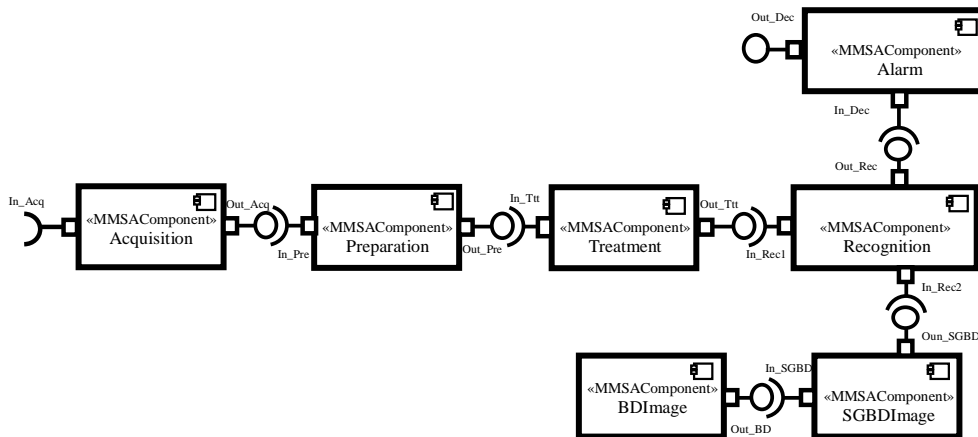 Out_Dec
«MMSAComponent»
Alarm
In_Dec
Out_Rec
In_Acq
«MMSAComponent»
Acquisition
Out_Acq
In_Pre
«MMSAComponent»
Preparation
In_Ttt
Out_Pre
«MMSAComponent»
Treatment
Out_Ttt
In_Rec1
«MMSAComponent»
Recognition
In_Rec2
Oun_SGBD
«MMSAComponent»
BDImage
In_SGBD
Out_BD
«MMSAComponent»
SGBDImage